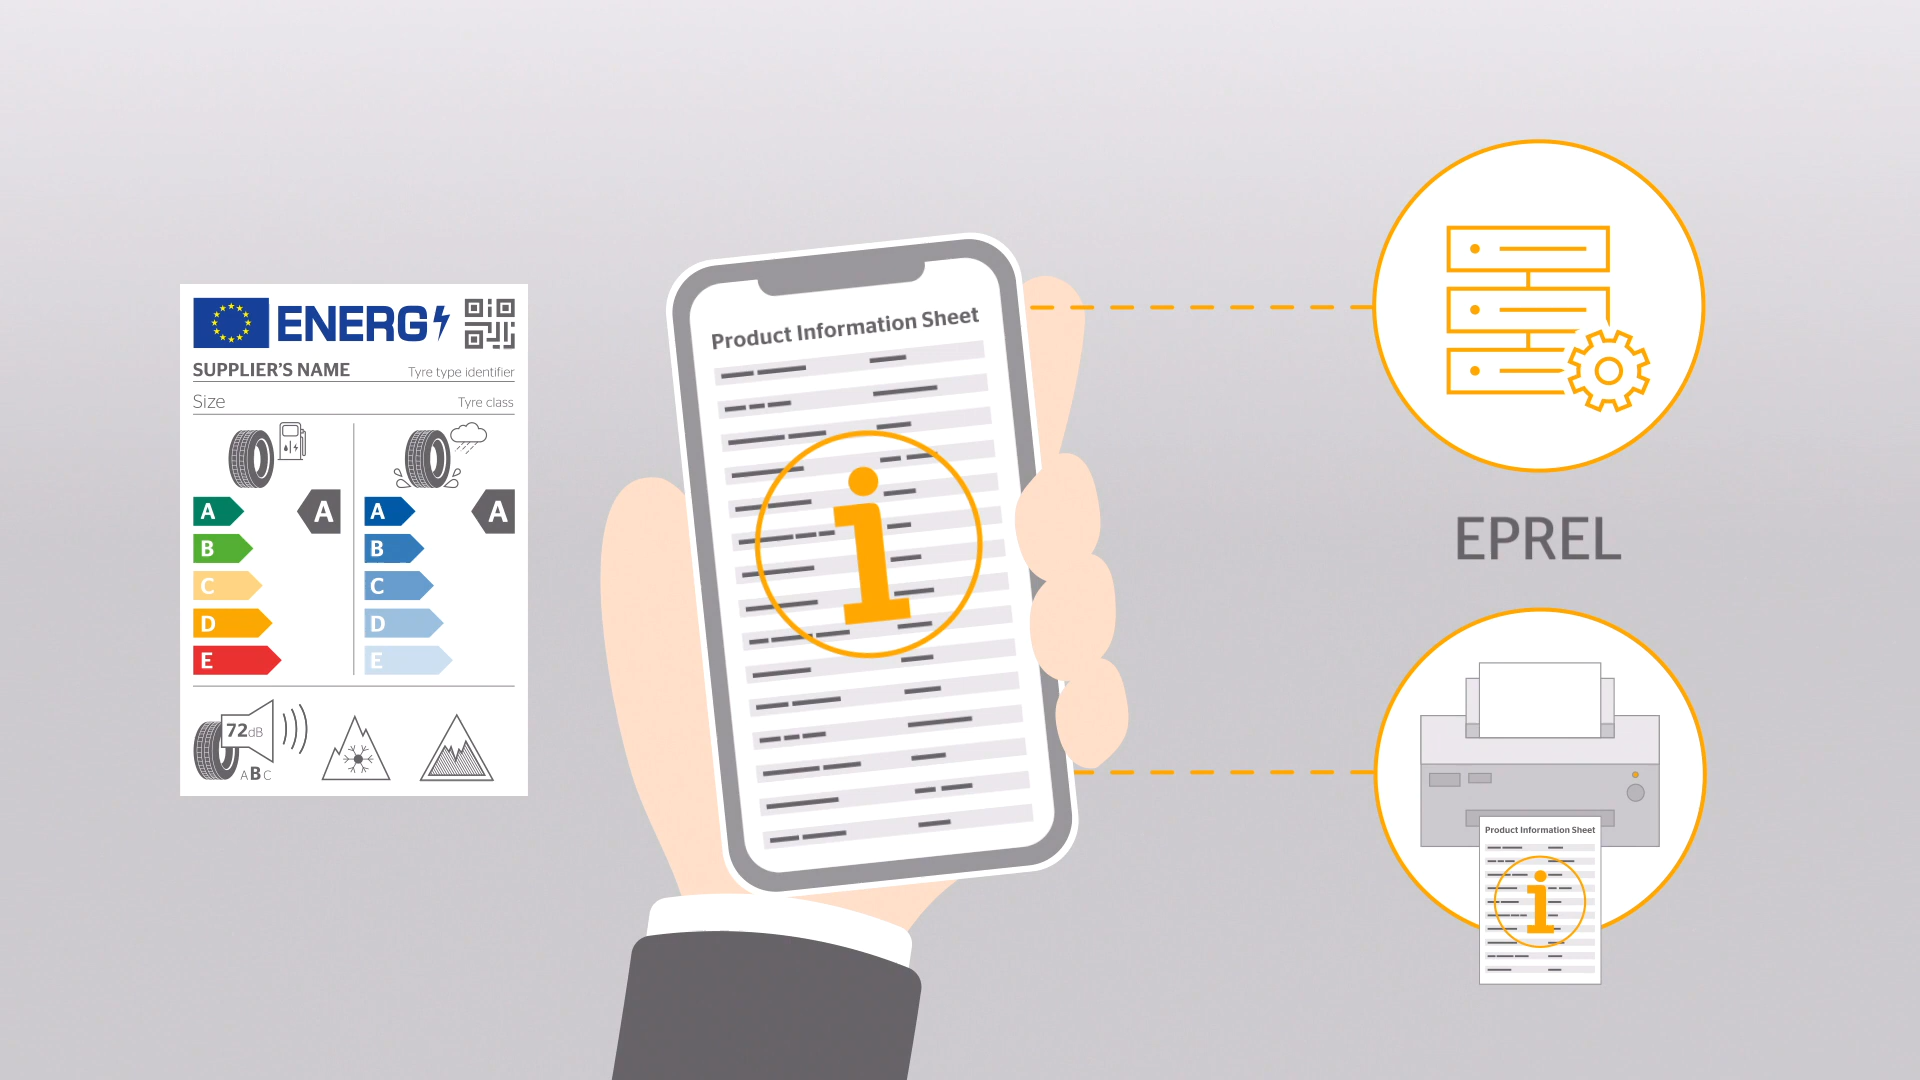 ENERG
SUPPLIER'S NAME
Tyre type identifier
Size
Tyre class
A
A
B
C
D
E
A
A
B
C
D
E
72dB
ABC
Product Information Sheet
i
EPREL
Product Information Sheet
i